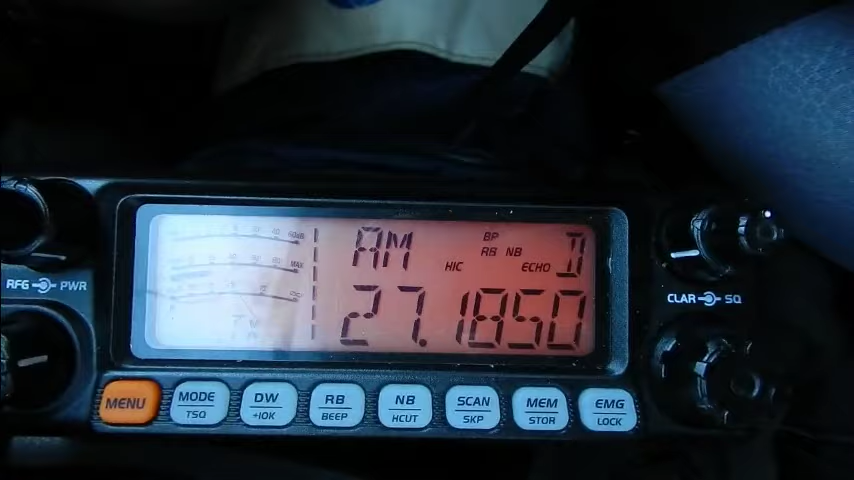 AM
BP
RB NB
HIC
ECHO
D
27.1850
RFG PWR
CLAR SQ
MENU
MODE
TSQ
DW
+10K
RB
BEEP
NB
HCUT
SCAN
SKP
MEM
STOR
EMG
LOCK